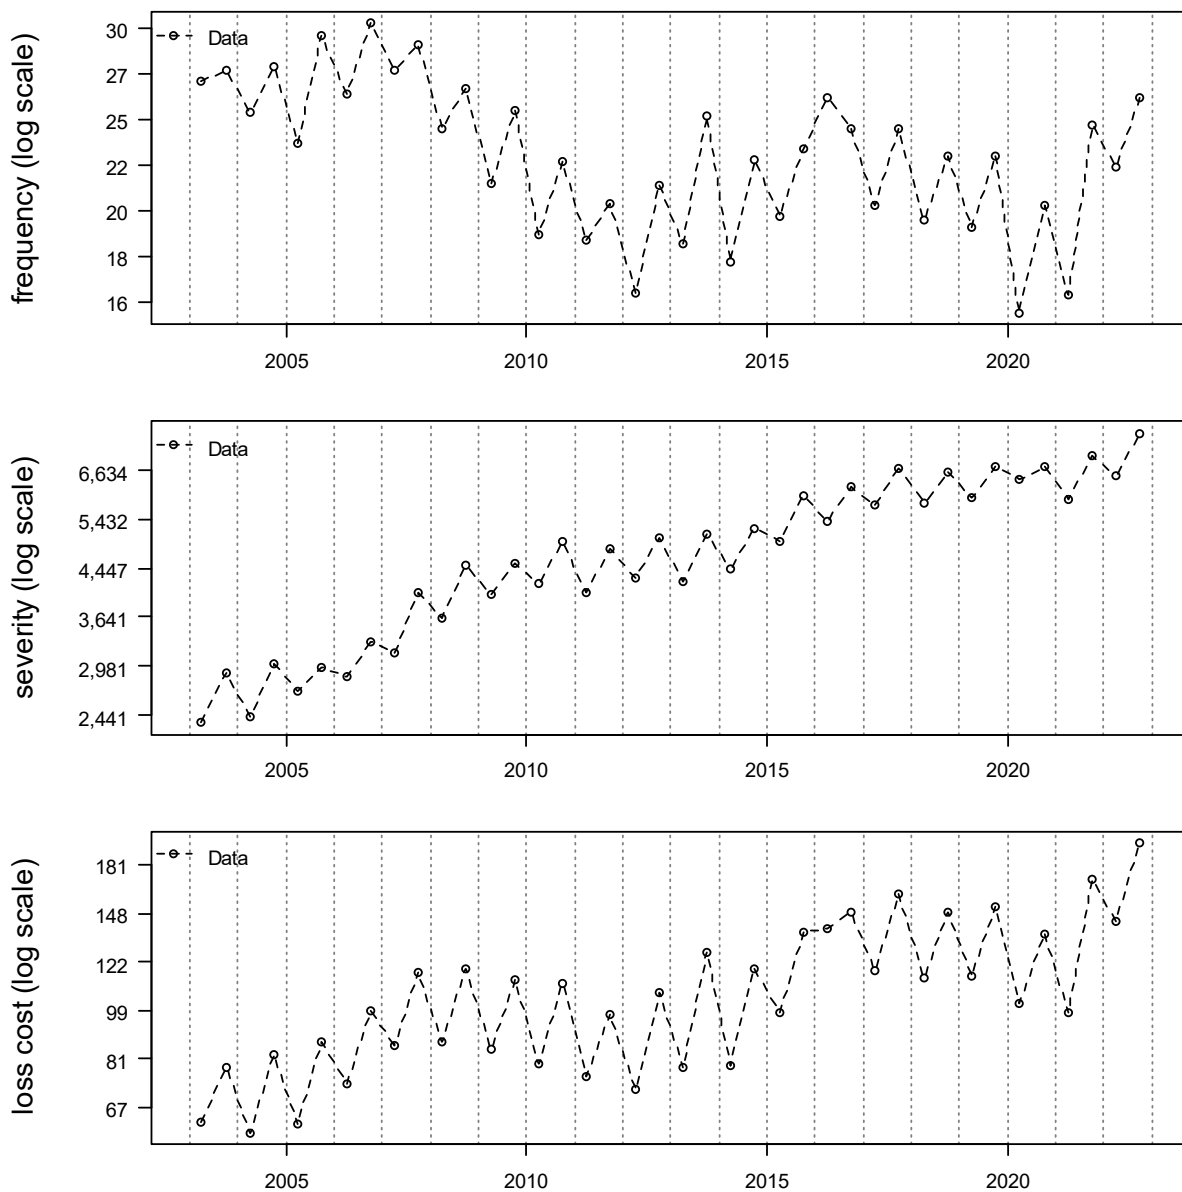 frequency (log scale)
Data
30
27
25
22
20
18
16
2005 2010 2015 2020
severity (log scale)
Data
6,634
5,432
4,447
3,641
2,981
2,441
2005 2010 2015 2020
loss cost (log scale)
Data
181
148
122
99
81
67
2005 2010 2015 2020